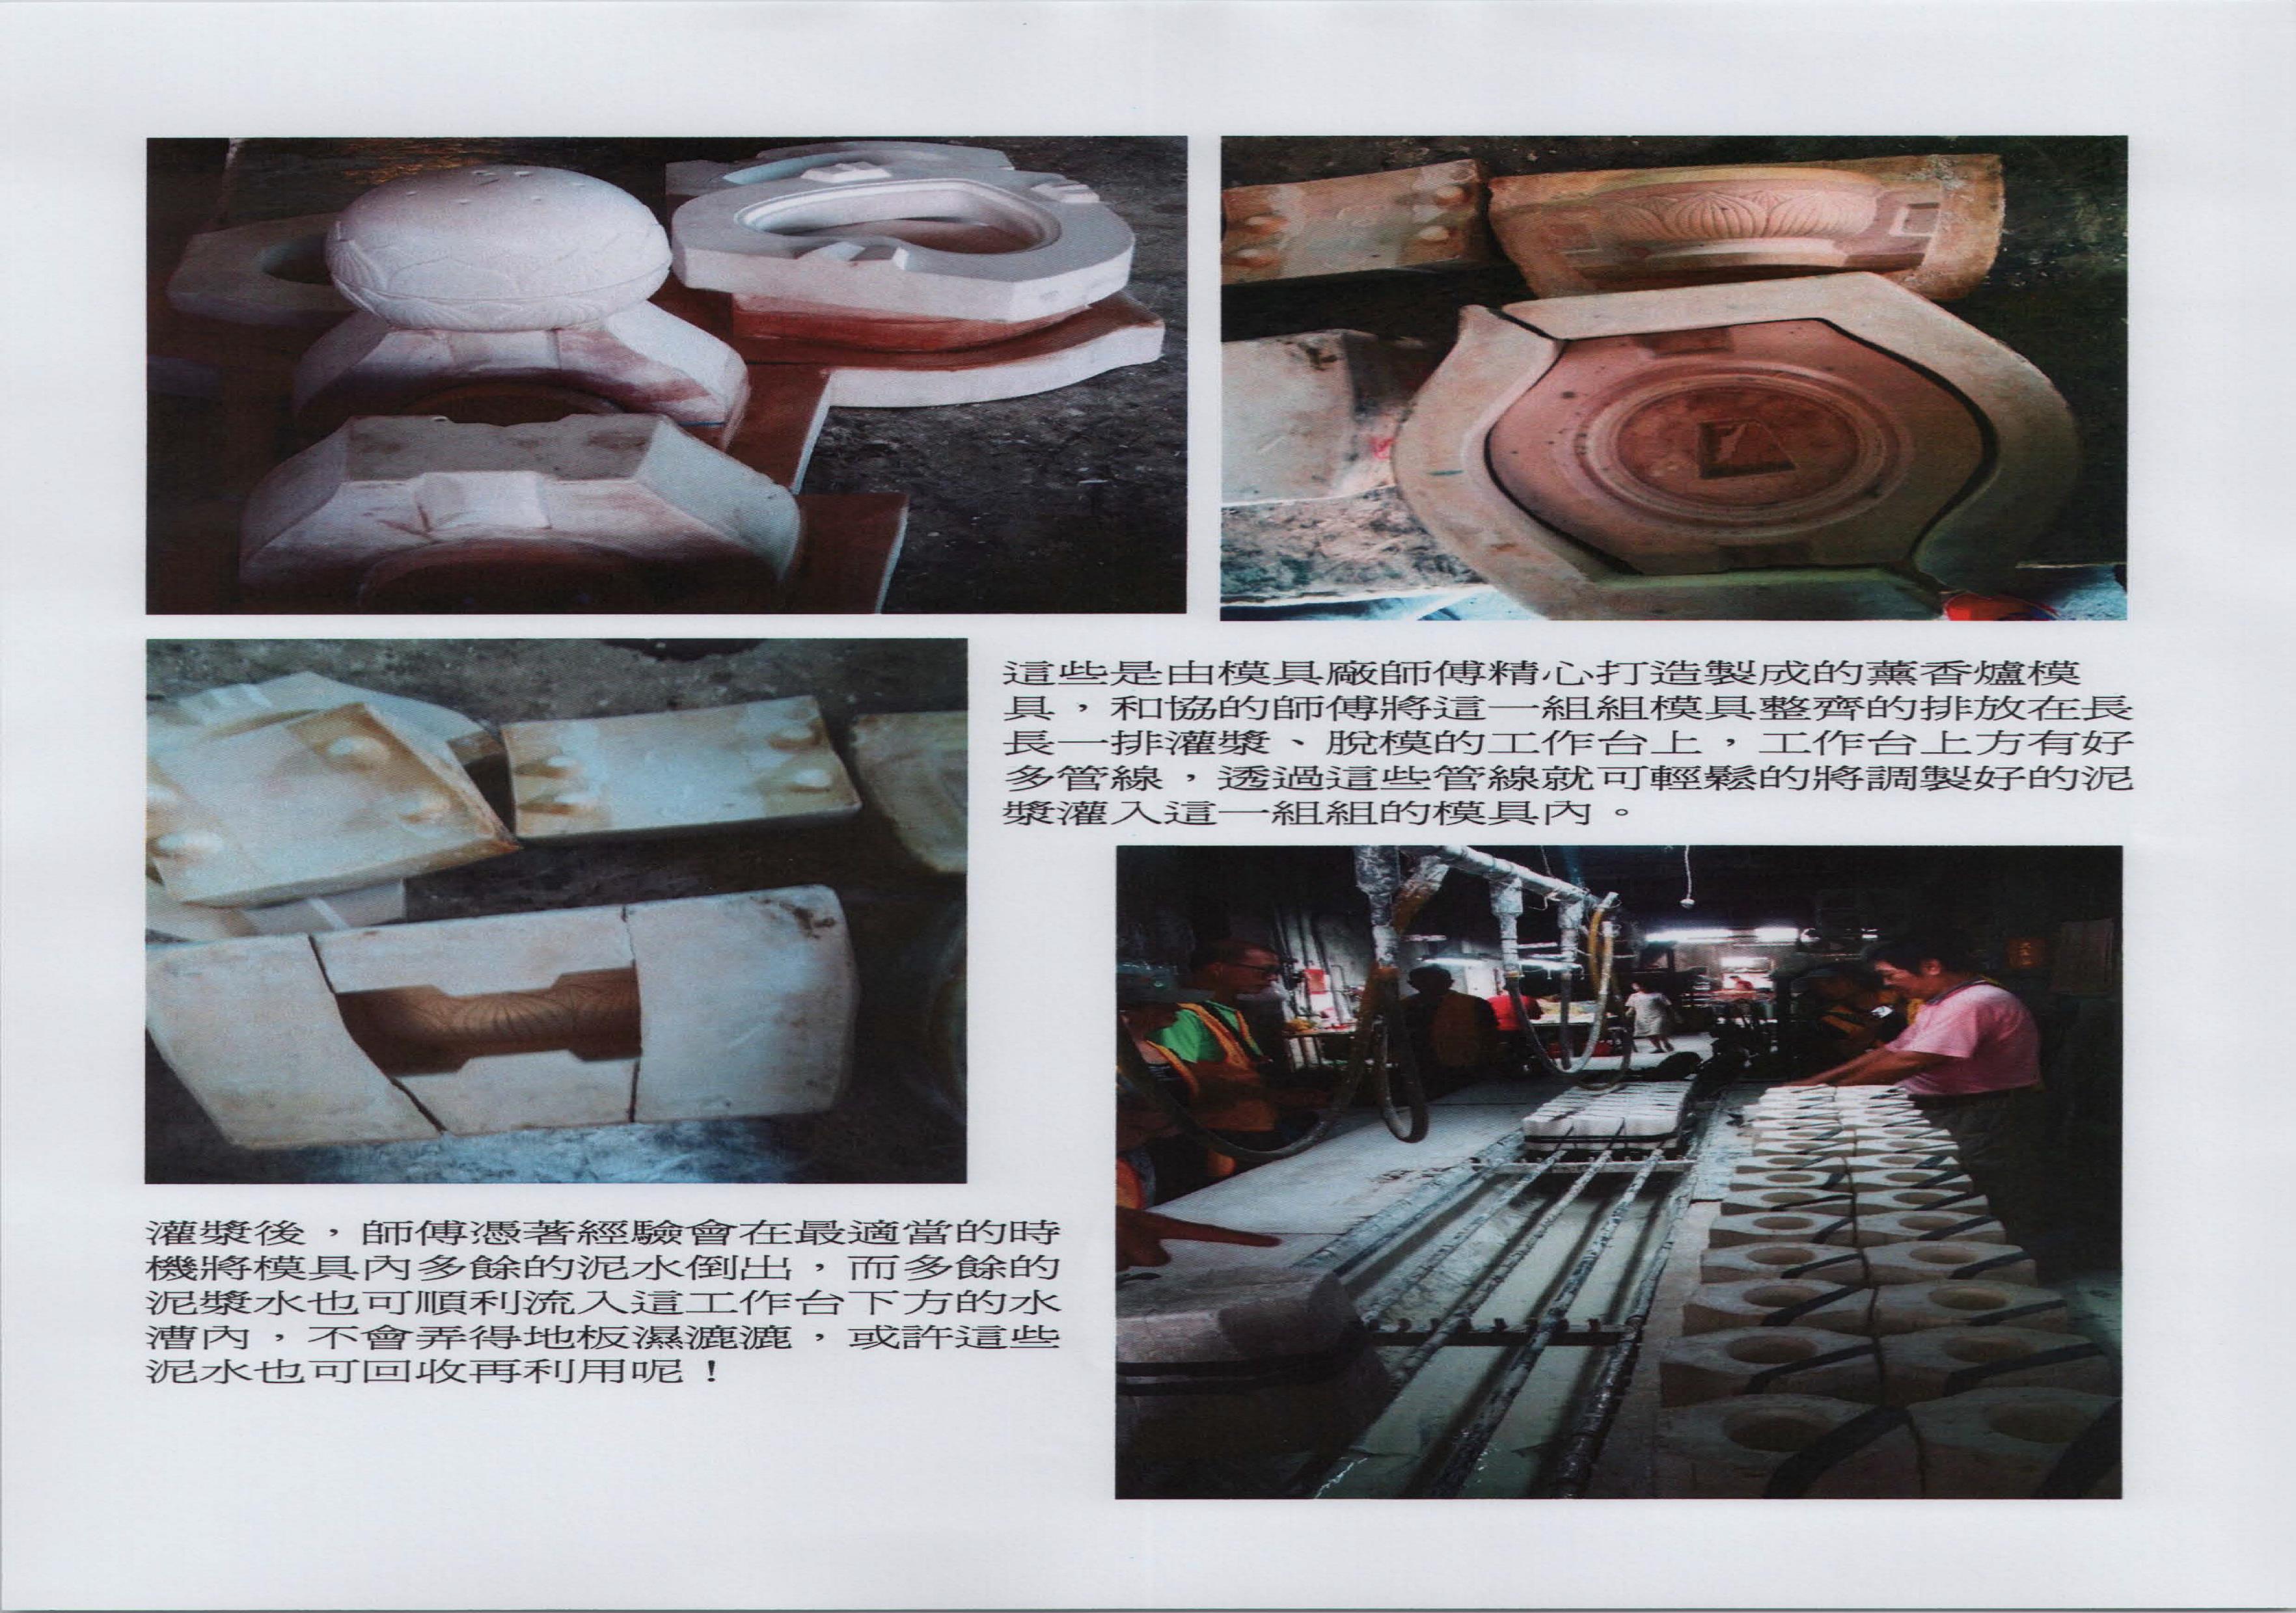 這些是由模具廠師傅精心打造製成的薰香爐模
具，和協的師傅將這一組組模具整齊的排放在長
長一排灌漿、脫模的工作台上，工作台上方有好
多管線，透過這些管線就可輕鬆的將調製好的泥
漿灌入這一組組的模具內。
灌漿後，師傅憑著經驗會在最適當的時
機將模具內多餘的泥水倒出，而多餘的
泥漿水也可順利流入這工作台下方的水
漕內，不會弄得地板濕漉漉，或許這些
泥水也可回收再利用呢！